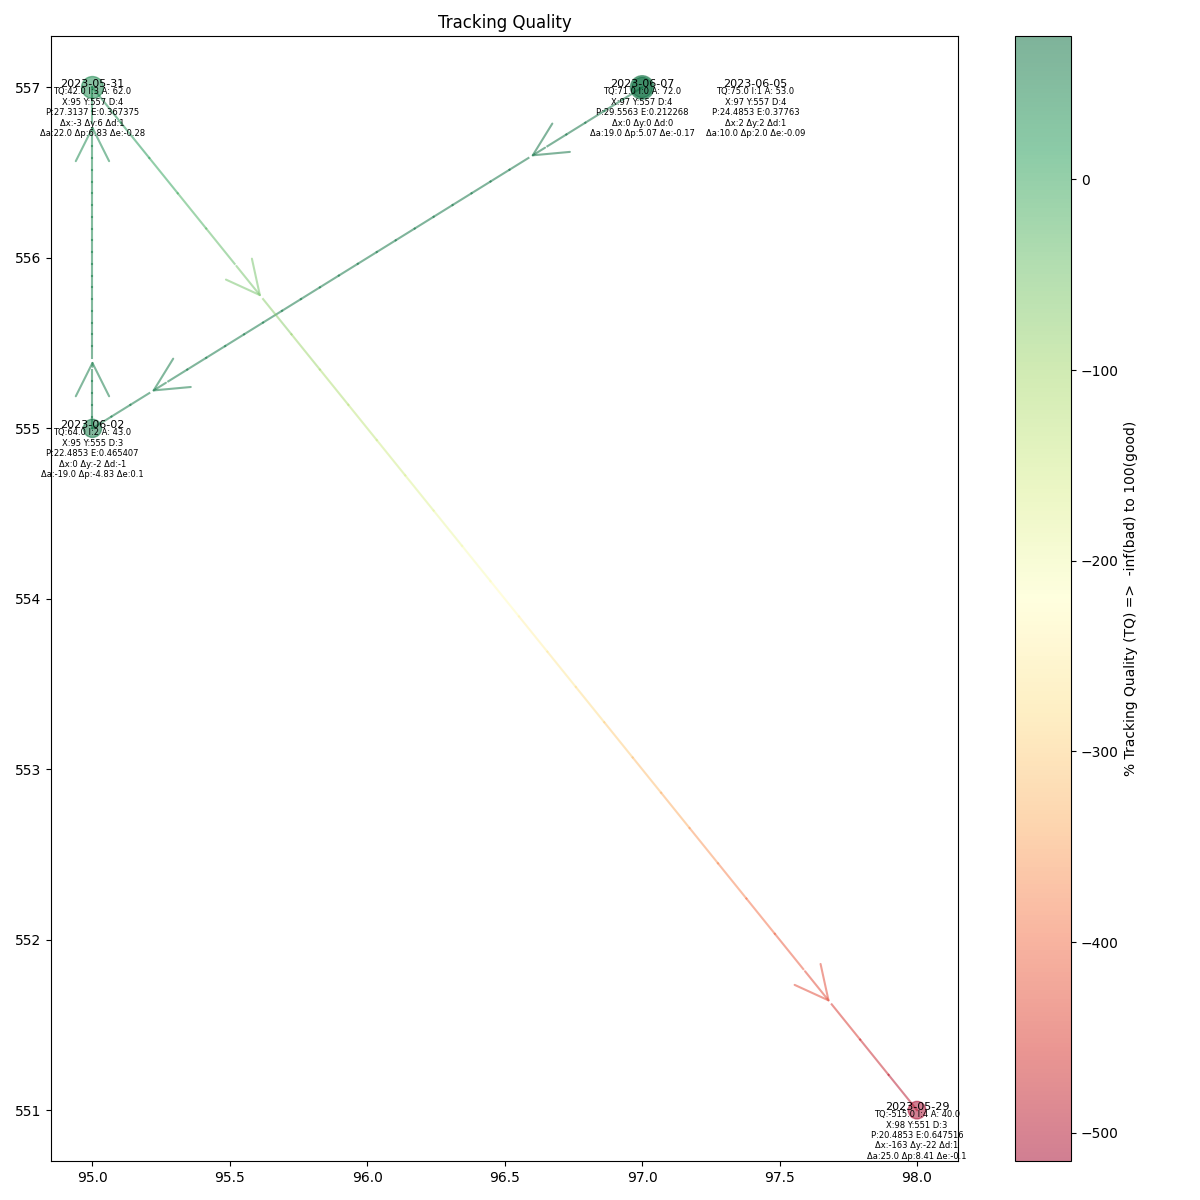 Tracking Quality
557
556
555
554
553
552
551
2023-05-31
TQ:42.0 I:3 A: 62.0
X:95 Y:557 D:4
P:27.3137 E:0.367375
Δx:-3 Δy:6 Δd:1
Δa:22.0 Δp:6.83 Δe:-0.28
2023-06-07
TQ:71.0 I:0 A: 72.0
X:97 Y:557 D:4
P:29.5563 E:0.212268
Δx:0 Δy:0 Δd:0
Δa:19.0 Δp:5.07 Δe:-0.17
2023-06-05
TQ:75.0 I:1 A: 53.0
X:97 Y:557 D:4
P:24.4853 E:0.37763
Δx:2 Δy:2 Δd:1
Δa:10.0 Δp:2.0 Δe:-0.09
2023-06-02
TQ:64.0 I:2 A: 43.0
X:95 Y:555 D:3
P:22.4853 E:0.465407
Δx:0 Δy:-2 Δd:-1
Δa:-19.0 Δp:-4.83 Δe:0.1
2023-05-29
TQ:-515.0 I:4 A: 40.0
X:98 Y:551 D:3
P:20.4853 E:0.647516
Δx:-163 Δy:-22 Δd:1
Δa:25.0 Δp:8.41 Δe:-0.1
95.0
95.5
96.0
96.5
97.0
97.5
98.0
0
−100
−200
−300
−400
−500
% Tracking Quality (TQ) => -inf(bad) to 100(good)